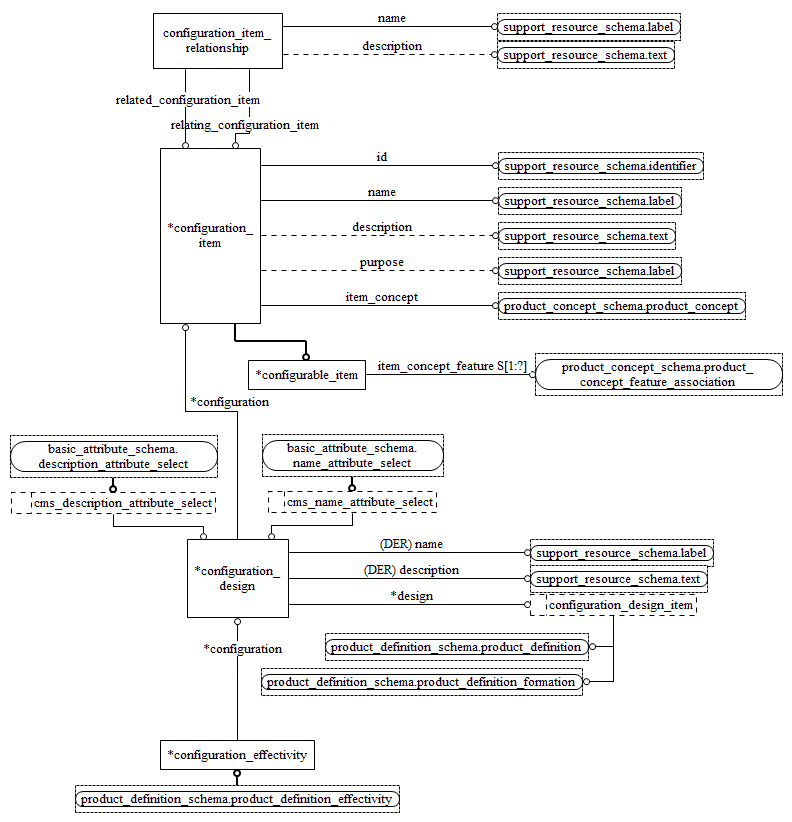 name
configuration_item_
relationship
support_resource_schema.label
description
support_resource_schema.text
related_configuration_item
relating_configuration_item
id
support_resource_schema.identifier
name
support_resource_schema.label
*configuration_
item
description
support_resource_schema.text
purpose
support_resource_schema.label
item_concept
product_concept_schema.product_concept
*configurable_item
item_concept_feature S[1:?]
product_concept_schema.product_
concept_feature_association
*configuration
basic_attribute_schema.
description_attribute_select
basic_attribute_schema.
name_attribute_select
cms_description_attribute_select
cms_name_attribute_select
*configuration_
design
(DER) name
support_resource_schema.label
(DER) description
support_resource_schema.text
*design
configuration_design_item
*configuration
product_definition_schema.product_definition
product_definition_schema.product_definition_formation
*configuration_effectivity
product_definition_schema.product_definition_effectivity